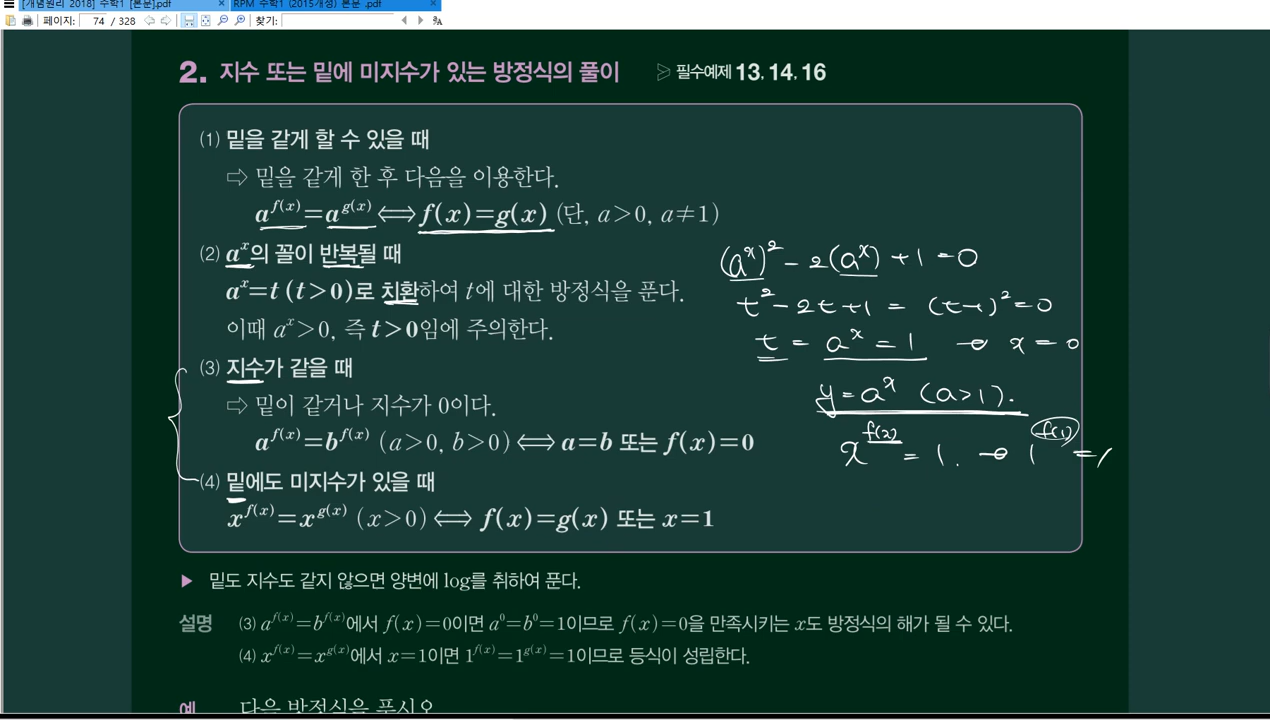 [개념원리 2018] 수학1 [본문].pdf × RPM 수학1 (2015개정) 본문 .pdf ×
페이지: 74 / 328 찾기:
2. 지수 또는 밑에 미지수가 있는 방정식의 풀이 ▷ 필수예제 13. 14. 16
(1) 밑을 같게 할 수 있을 때
⇨ 밑을 같게 한 후 다음을 이용한다.
a^{f(x)}=a^{g(x)} ⟺ f(x)=g(x) (단, a>0, a≠1)
(2) a^x의 꼴이 반복될 때
a^x=t (t>0)로 치환하여 t에 대한 방정식을 푼다.
이때 a^x>0, 즉 t>0임에 주의한다.
(3) 지수가 같을 때
⇨ 밑이 같거나 지수가 0이다.
a^{f(x)}=b^{f(x)} (a>0, b>0) ⟺ a=b 또는 f(x)=0
(4) 밑에도 미지수가 있을 때
x^{f(x)}=x^{g(x)} (x>0) ⟺ f(x)=g(x) 또는 x=1
(a^x)^2 - 2(a^x) + 1 = 0
t^2 - 2t + 1 = (t-1)^2 = 0
t = a^x = 1 → x = 0
y = a^x (a>1).
x^{f(x)} = 1. → 1^{f(1)} = 1
▶ 밑도 지수도 같지 않으면 양변에 log를 취하여 푼다.
설명 (3) a^{f(x)}=b^{f(x)}에서 f(x)=0이면 a^0=b^0=1이므로 f(x)=0을 만족시키는 x도 방정식의 해가 될 수 있다.
(4) x^{f(x)}=x^{g(x)}에서 x=1이면 1^{f(x)}=1^{g(x)}=1이므로 등식이 성립한다.
예 다음 방정식을 푸시오